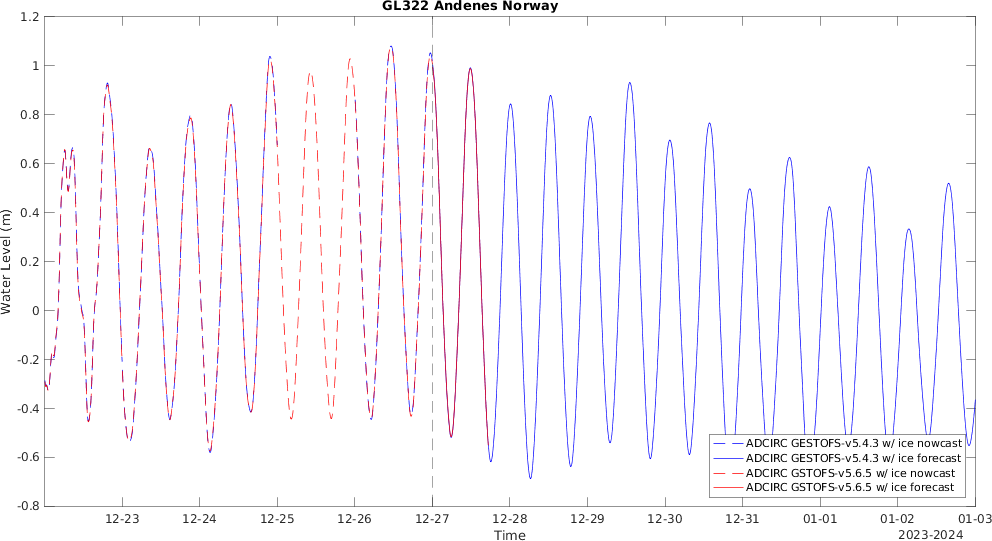 GL322 Andenes Norway
1.2
1
0.8
0.6
0.4
0.2
0
-0.2
-0.4
-0.6
-0.8
Water Level (m)
ADCIRC GESTOFS-v5.4.3 w/ ice nowcast
ADCIRC GESTOFS-v5.4.3 w/ ice forecast
ADCIRC GSTOFS-v5.6.5 w/ ice nowcast
ADCIRC GSTOFS-v5.6.5 w/ ice forecast
12-23 12-24 12-25 12-26 12-27 12-28 12-29 12-30 12-31 01-01 01-02 01-03
Time
2023-2024